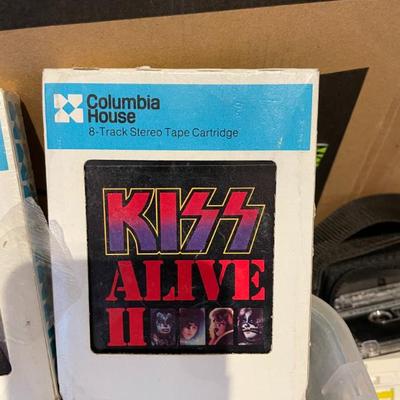 Columbia
House
8-Track Stereo Tape Cartridge
KISS
ALIVE
II